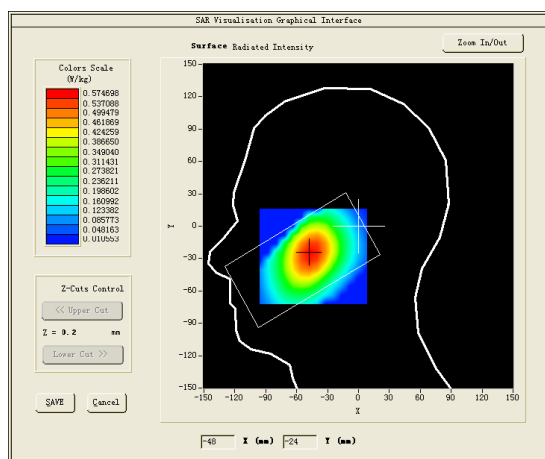 SAR Visualisation Graphical Interface
Surface Radiated Intensity
Zoom In/Out
Colors Scale
(W/kg)
0.574698
0.537088
0.499479
0.461869
0.424259
0.386650
0.349040
0.311431
0.273821
0.236211
0.198602
0.160992
0.123382
0.085773
0.048163
0.010553
150
120
90
60
30
0
-30
-60
-90
-120
-150
Y
-150 -120 -90 -60 -30 0 30 60 90 120 150
X
Z-Cuts Control
<< Upper Cut
Z = 0.2 mm
Lower Cut >>
SAVE
Cancel
-48 X (mm) -24 Y (mm)